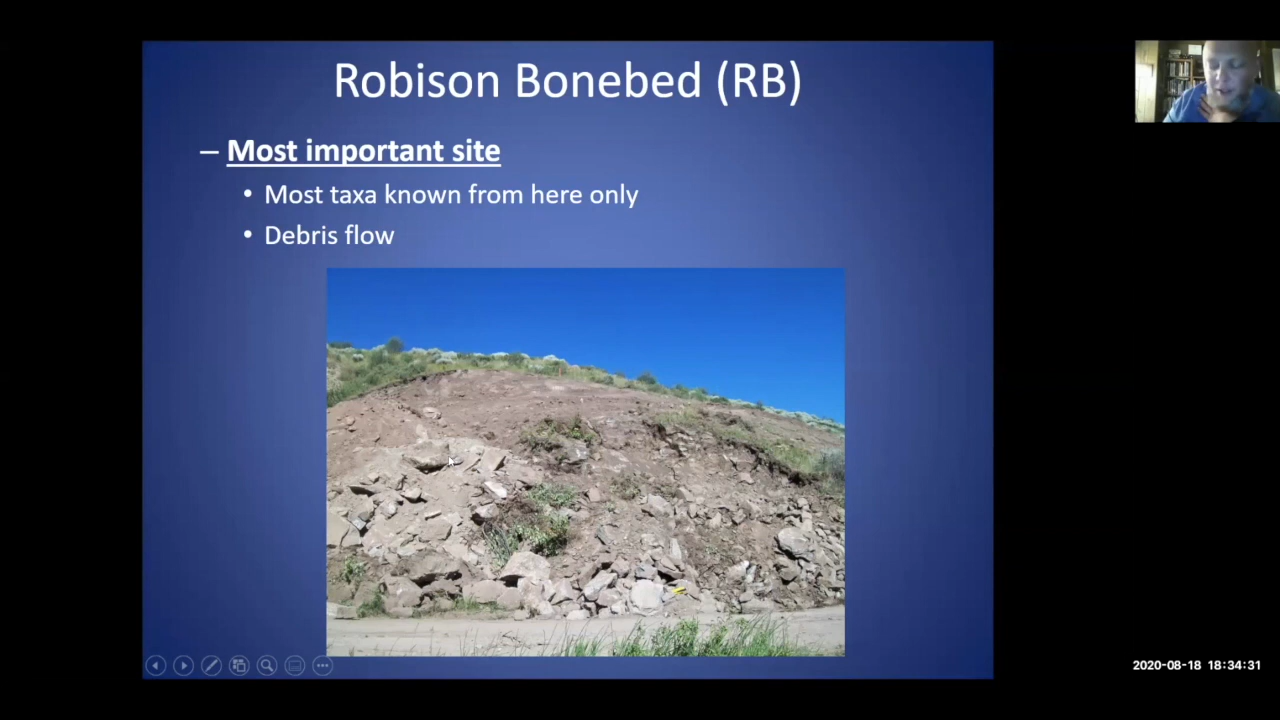 Robison Bonebed (RB)
– Most important site
• Most taxa known from here only
• Debris flow
2020-08-18 18:34:31